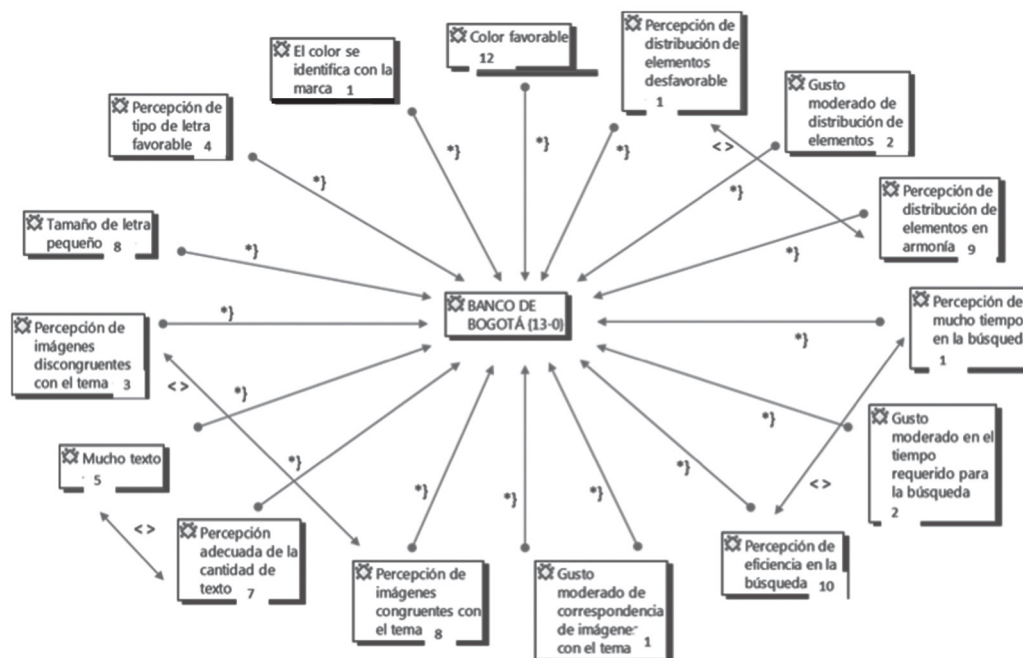 Color favorable
12
El color se
identifica con la
marca 1
Percepción de
distribución de
elementos desfavorable
1
Gusto
moderado de
distribución de
elementos 2
Percepción de
tipo de letra
favorable 4
*}
*}
*}
*}
*}
< >
Percepción de
distribución de
elementos en
armonía 9
Tamaño de letra
pequeño 8
*}
*}
BANCO DE
BOGOTÁ {13-0}
Percepción de
mucho tiempo
en la búsqued
1
Percepción de
imágenes
discongruentes
con el tema 3
*}
*}
< >
*}
*}
Gusto
moderado en el
tiempo
requerido para
la búsqueda
2
Mucho texto
5
*}
*}
*}
*}
*}
< >
< >
Percepción
adecuada de la
cantidad de
texto 7
Percepción de
imágenes
congruentes con
el tema 8
Gusto
moderado de
correspondencia
de imágene:
con el tema 1
Percepción de
eficiencia en la
búsqueda 10